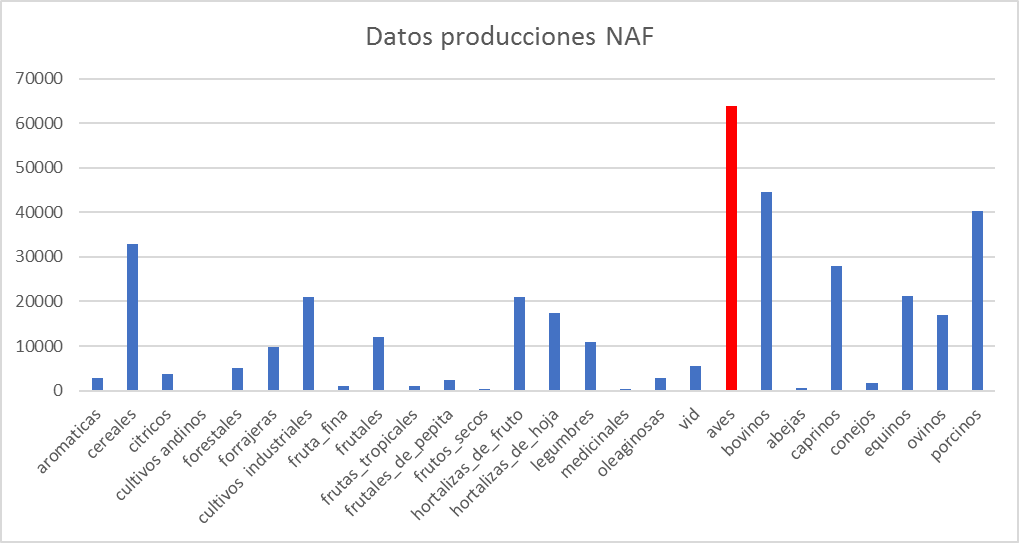 Datos producciones NAF
70000
60000
50000
40000
30000
20000
10000
0
aromaticas
cereales
citricos
cultivos andinos
forestales
forrajeras
cultivos industriales
fruta_fina
frutales
frutas_tropicales
frutales_de_pepita
frutos_secos
hortalizas_de_fruto
hortalizas_de_hoja
legumbres
medicinales
oleaginosas
vid
aves
bovinos
abejas
caprinos
conejos
equinos
ovinos
porcinos